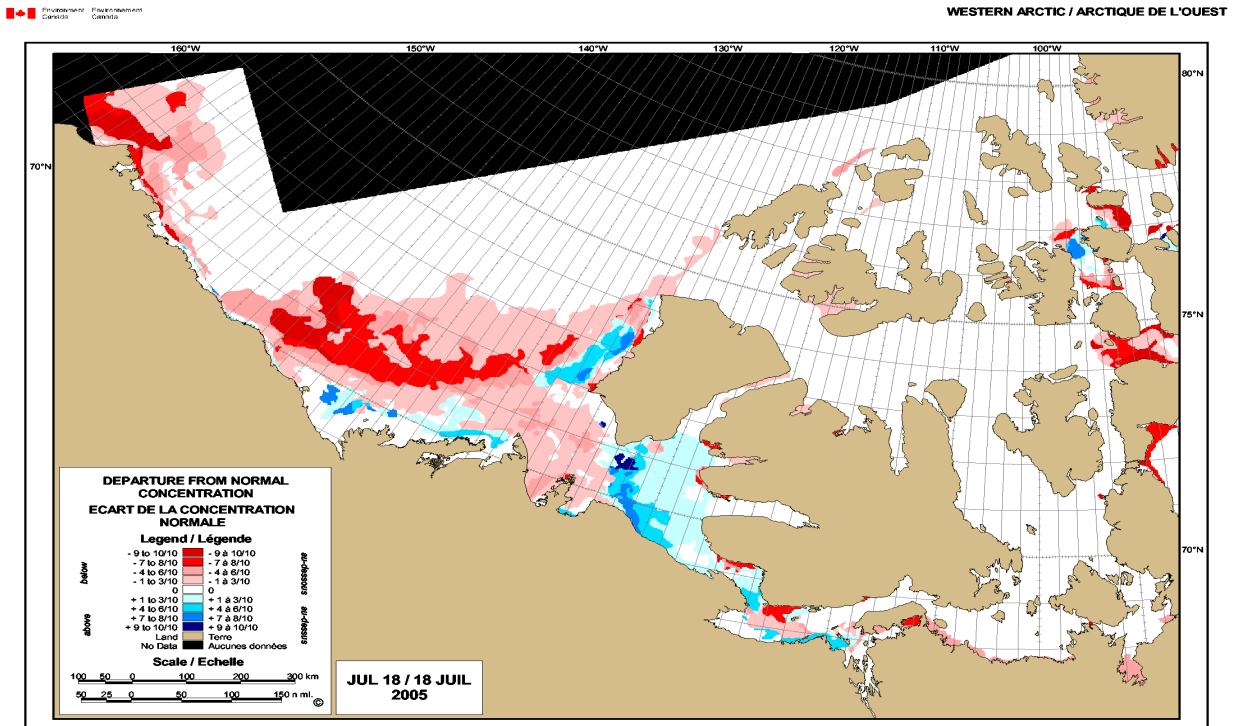 Environment Environnement
Canada Canada
WESTERN ARCTIC / ARCTIQUE DE L'OUEST
160°W 150°W 140°W 130°W 120°W 110°W 100°W
80°N
70°N
75°N
70°N
DEPARTURE FROM NORMAL
CONCENTRATION
ECART DE LA CONCENTRATION
NORMALE
Legend / Légende
below
au-dessous
- 9 to 10/10 - 9 à 10/10
- 7 to 8/10 - 7 à 8/10
- 4 to 6/10 - 4 à 6/10
- 1 to 3/10 - 1 à 3/10
0 0
above
au-dessus
+ 1 to 3/10 + 1 à 3/10
+ 4 to 6/10 + 4 à 6/10
+ 7 to 8/10 + 7 à 8/10
+ 9 to 10/10 + 9 à 10/10
Land Terre
No Data Aucunes données
Scale / Echelle
100 50 0 100 200 300 km
50 25 0 50 100 150 n mi.
©
JUL 18 / 18 JUIL
2005